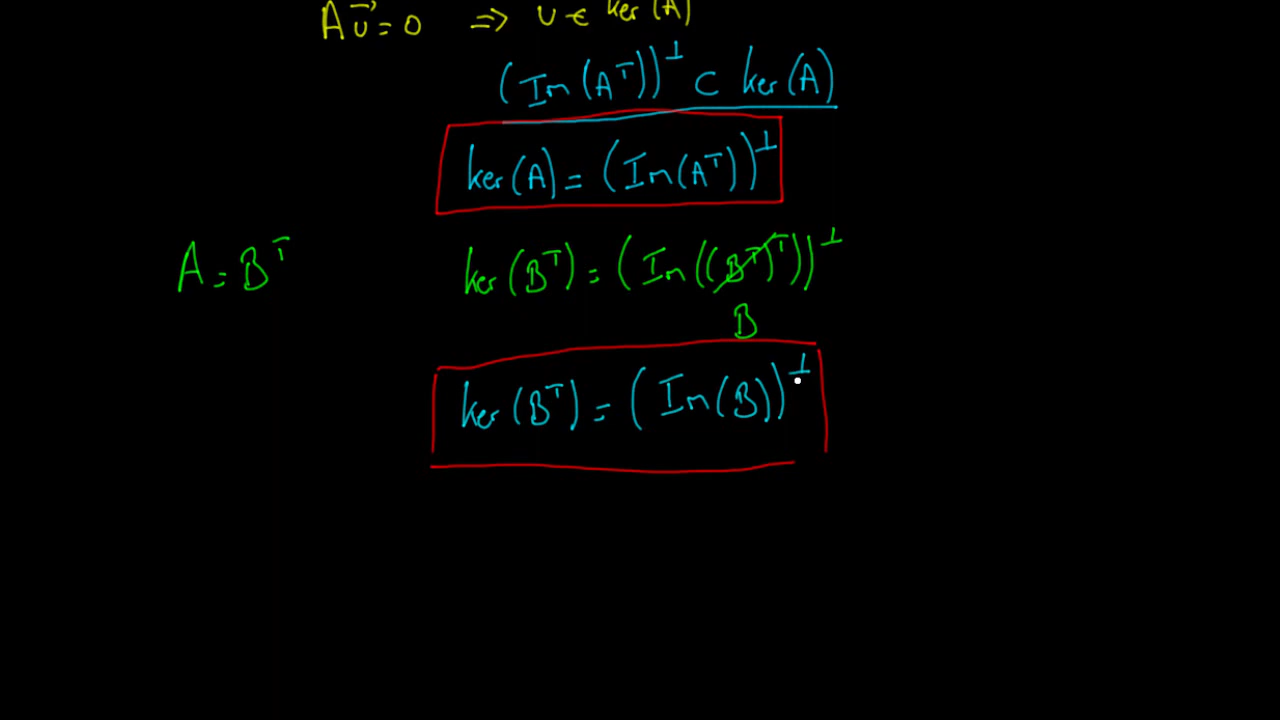 A u⃗ = 0 ⇒ u ∈ ker(A)
(Im(Aᵀ))^⊥ ⊂ ker(A)
ker(A) = (Im(Aᵀ))^⊥
A = Bᵀ ker(Bᵀ) = (Im((Bᵀ)ᵀ))^⊥
B
ker(Bᵀ) = (Im(B))^⊥